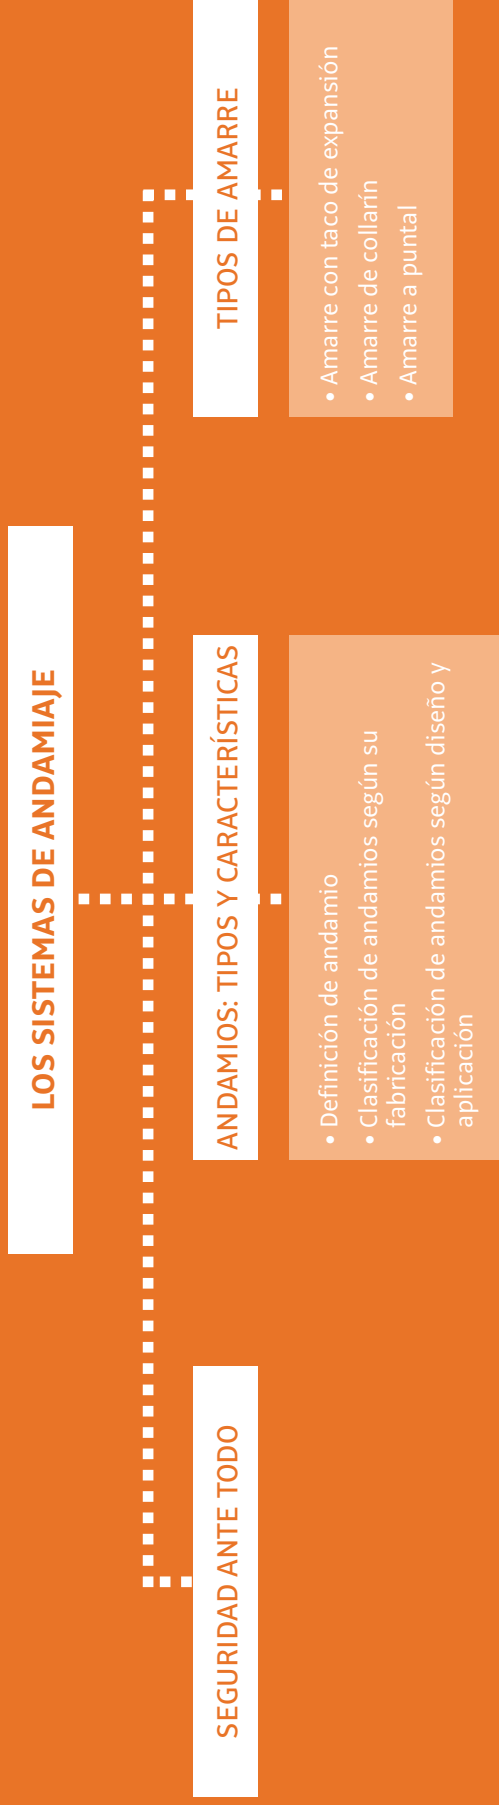 LOS SISTEMAS DE ANDAMIAJE
SEGURIDAD ANTE TODO
ANDAMIOS: TIPOS Y CARACTERÍSTICAS
• Definición de andamio
• Clasificación de andamios según su
fabricación
• Clasificación de andamios según diseño y
aplicación
TIPOS DE AMARRE
• Amarre con taco de expansión
• Amarre de collarín
• Amarre a puntal